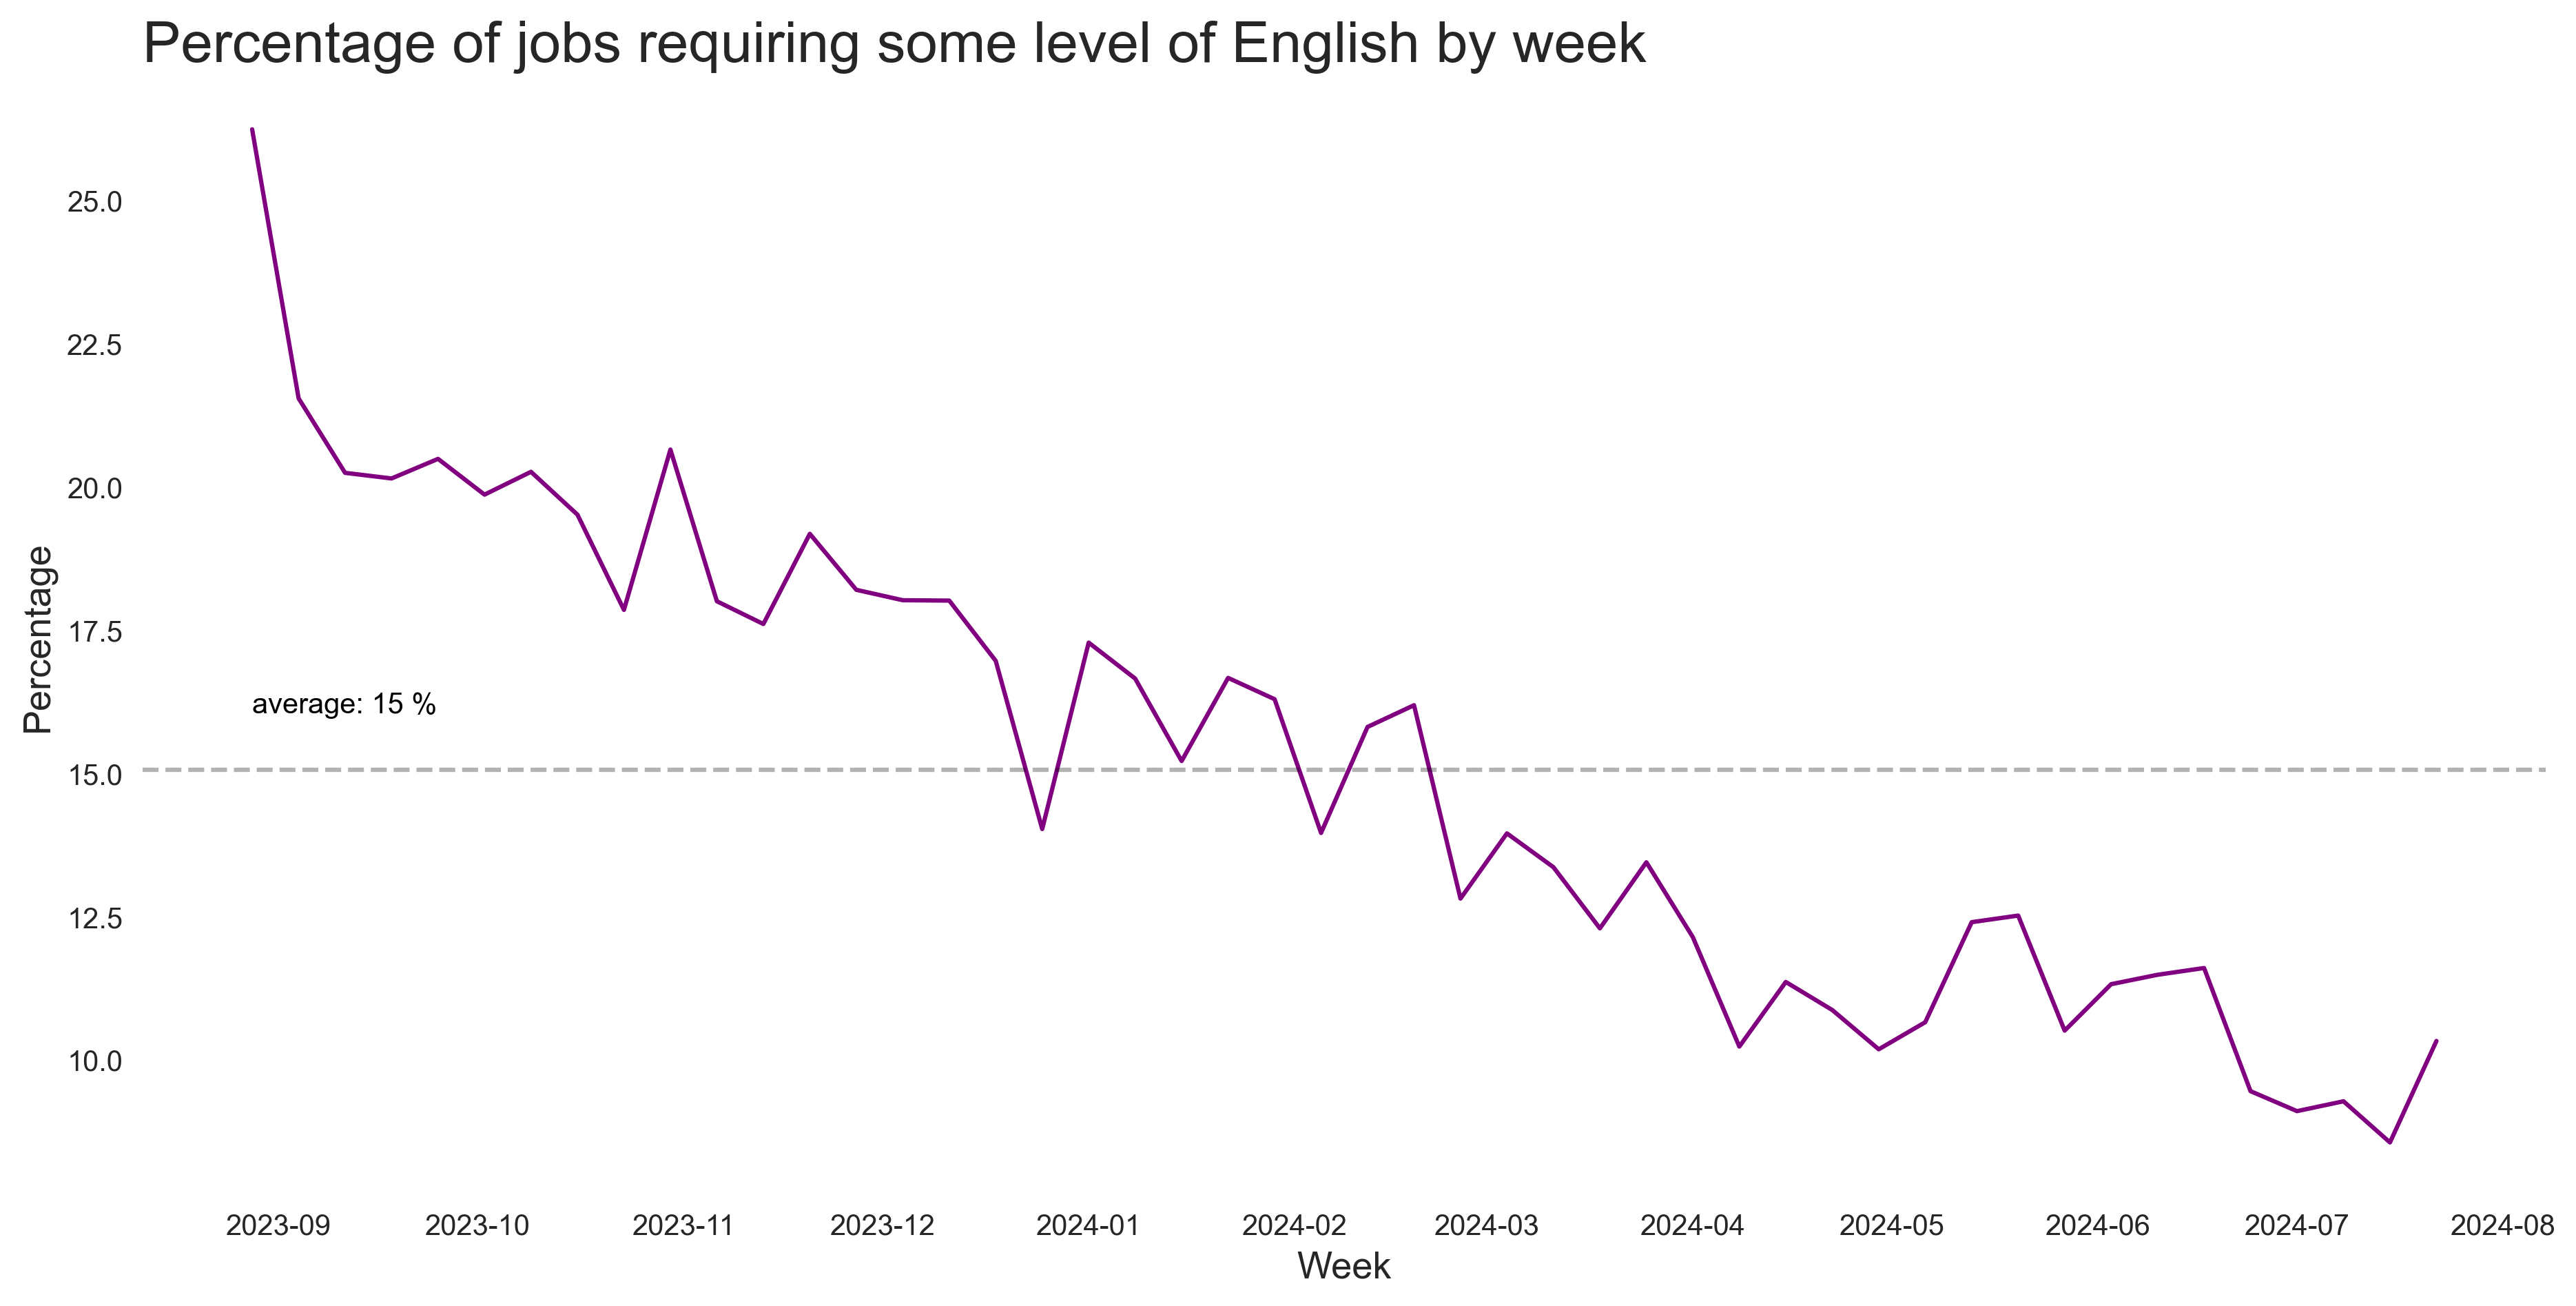 Percentage of jobs requiring some level of English by week
25.0
22.5
20.0
17.5
average: 15 %
15.0
12.5
10.0
Percentage
2023-09 2023-10 2023-11 2023-12 2024-01 2024-02 2024-03 2024-04 2024-05 2024-06 2024-07 2024-08
Week